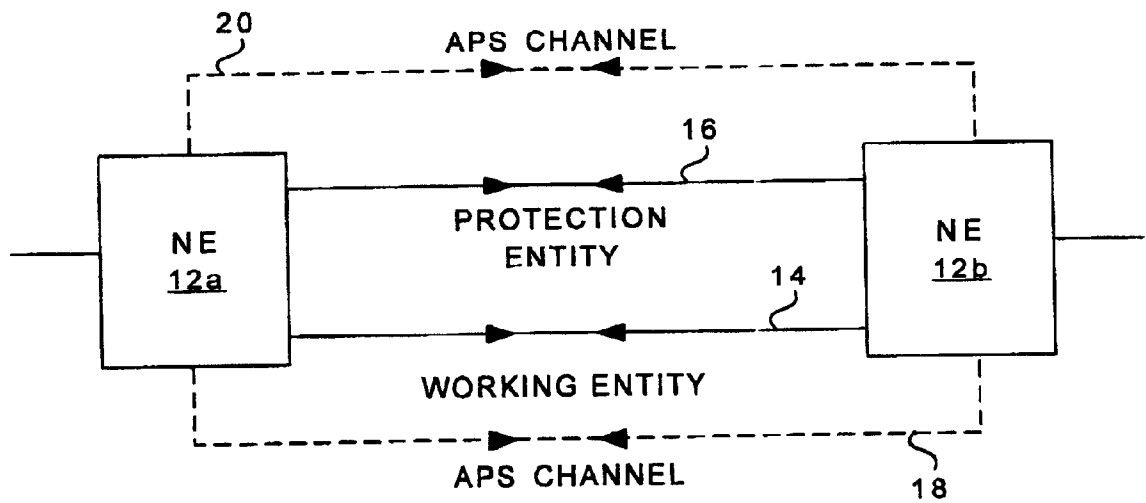 20
APS CHANNEL
16
PROTECTION
ENTITY
NE
12a
NE
12b
14
WORKING ENTITY
APS CHANNEL
18